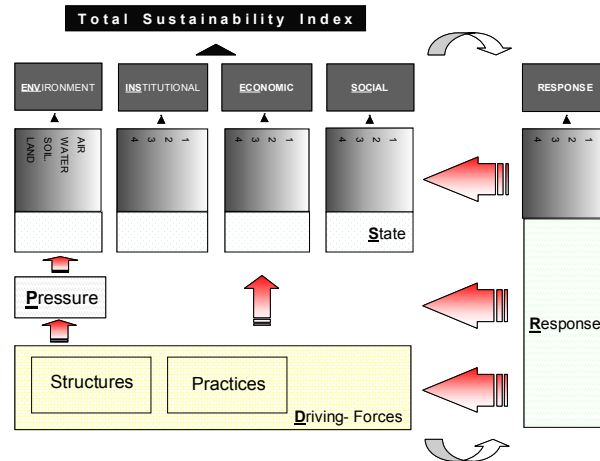 Total Sustainability Index
ENVIRONMENT
INSTITUTIONAL
ECONOMIC
SOCIAL
RESPONSE
AIR
WATER
SOIL.
LAND
4 3 2 1
4 3 2 1
4 3 2 1
4 3 2 1
State
Pressure
Response
Structures
Practices
Driving- Forces